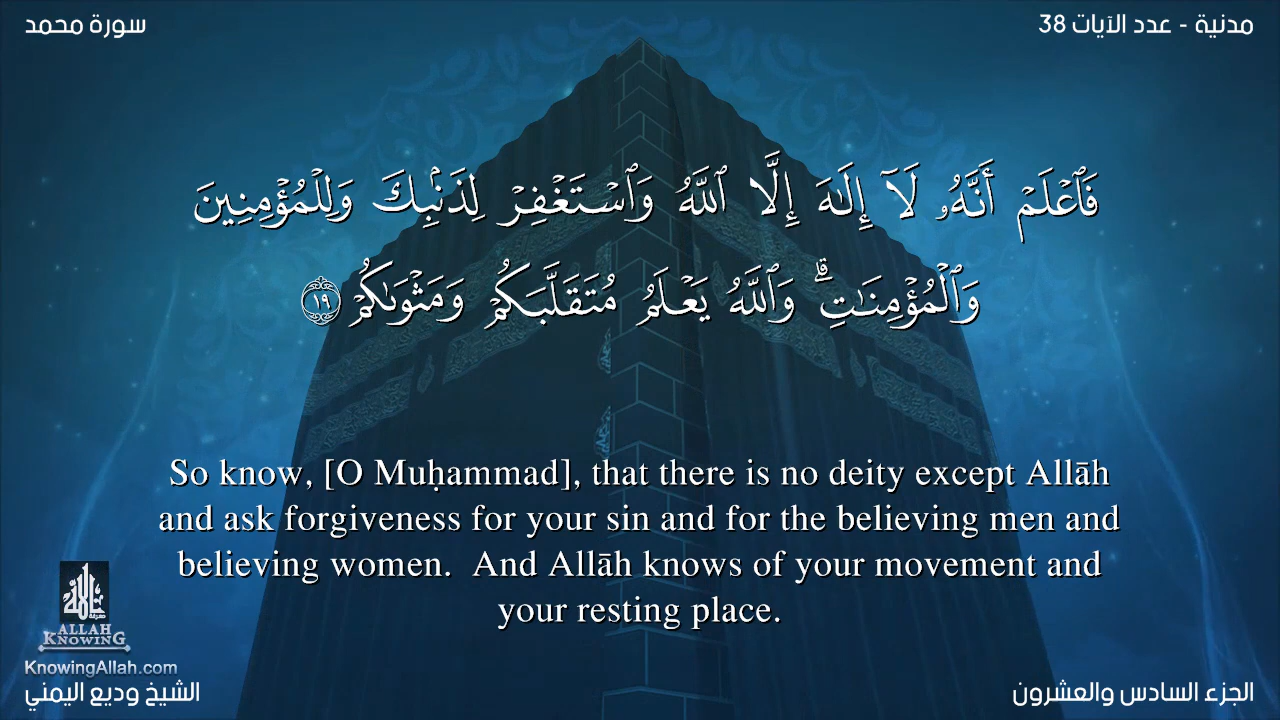 سورة محمد
مدنية - عدد الآيات 38
فَٱعْلَمْ أَنَّهُۥ لَآ إِلَٰهَ إِلَّا ٱللَّهُ وَٱسْتَغْفِرْ لِذَنۢبِكَ وَلِلْمُؤْمِنِينَ
وَٱلْمُؤْمِنَٰتِ ۗ وَٱللَّهُ يَعْلَمُ مُتَقَلَّبَكُمْ وَمَثْوَىٰكُمْ ١٩
So know, [O Muḥammad], that there is no deity except Allāh
and ask forgiveness for your sin and for the believing men and
believing women. And Allāh knows of your movement and
your resting place.
ALLAH
KNOWING
KnowingAllah.com
الشيخ وديع اليمني
الجزء السادس والعشرون